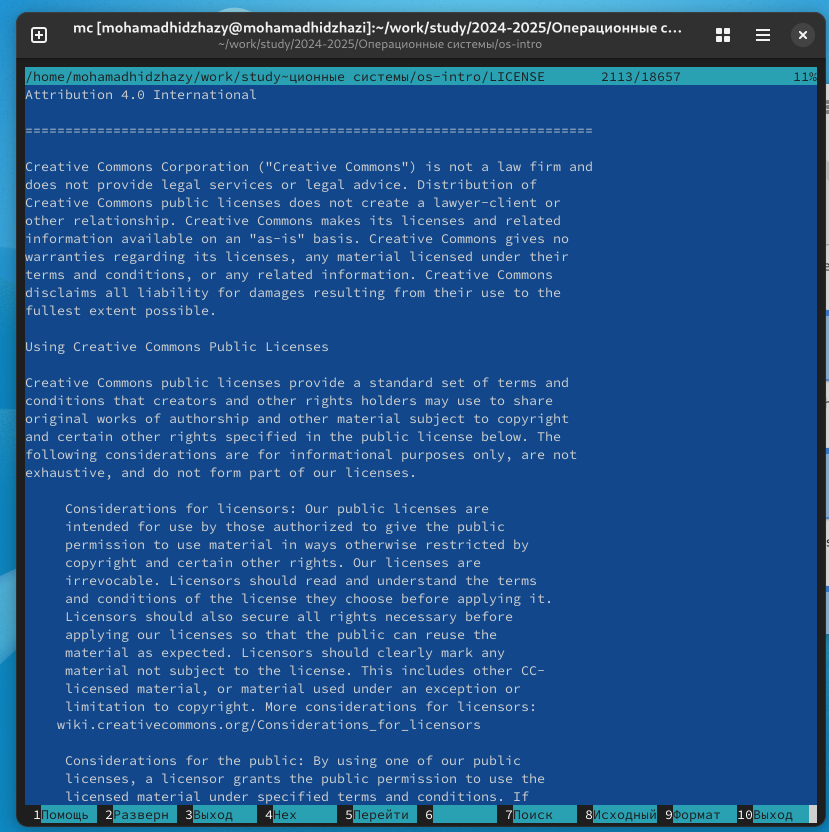 mc [mohamadhidzhazy@mohamadhidzhazi]:~/work/study/2024-2025/Операционные с…
~/work/study/2024-2025/Операционные системы/os-intro
/home/mohamadhidzhazy/work/study~ционные системы/os-intro/LICENSE 2113/18657 11%
Attribution 4.0 International
=======================================================================
Creative Commons Corporation ("Creative Commons") is not a law firm and
does not provide legal services or legal advice. Distribution of
Creative Commons public licenses does not create a lawyer-client or
other relationship. Creative Commons makes its licenses and related
information available on an "as-is" basis. Creative Commons gives no
warranties regarding its licenses, any material licensed under their
terms and conditions, or any related information. Creative Commons
disclaims all liability for damages resulting from their use to the
fullest extent possible.
Using Creative Commons Public Licenses
Creative Commons public licenses provide a standard set of terms and
conditions that creators and other rights holders may use to share
original works of authorship and other material subject to copyright
and certain other rights specified in the public license below. The
following considerations are for informational purposes only, are not
exhaustive, and do not form part of our licenses.
Considerations for licensors: Our public licenses are
intended for use by those authorized to give the public
permission to use material in ways otherwise restricted by
copyright and certain other rights. Our licenses are
irrevocable. Licensors should read and understand the terms
and conditions of the license they choose before applying it.
Licensors should also secure all rights necessary before
applying our licenses so that the public can reuse the
material as expected. Licensors should clearly mark any
material not subject to the license. This includes other CC-
licensed material, or material used under an exception or
limitation to copyright. More considerations for licensors:
wiki.creativecommons.org/Considerations_for_licensors
Considerations for the public: By using one of our public
licenses, a licensor grants the public permission to use the
licensed material under specified terms and conditions. If
1Помощь 2Разверн 3Выход 4Hex 5Перейти 6 7Поиск 8Исходный 9Формат 10Выход